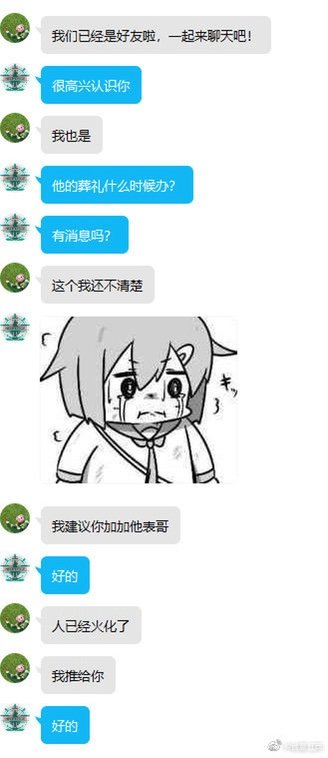 我们已经是好友啦，一起来聊天吧！
很高兴认识你
我也是
他的葬礼什么时候办？
有消息吗？
这个我还不清楚
キッ
我建议你加加他表哥
好的
人已经火化了
我推给你
好的